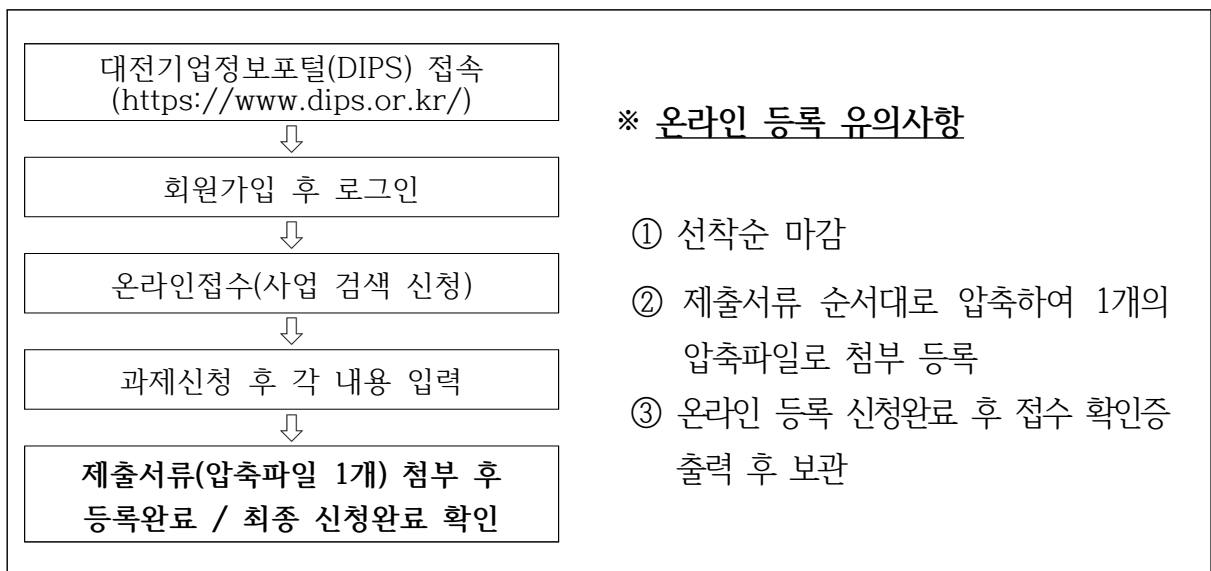 대전기업정보포털(DIPS) 접속
(https://www.dips.or.kr/)
⇩
회원가입 후 로그인
⇩
온라인접수(사업 검색 신청)
⇩
과제신청 후 각 내용 입력
⇩
제출서류(압축파일 1개) 첨부 후
등록완료 / 최종 신청완료 확인
※ 온라인 등록 유의사항
① 선착순 마감
② 제출서류 순서대로 압축하여 1개의
압축파일로 첨부 등록
③ 온라인 등록 신청완료 후 접수 확인증
출력 후 보관